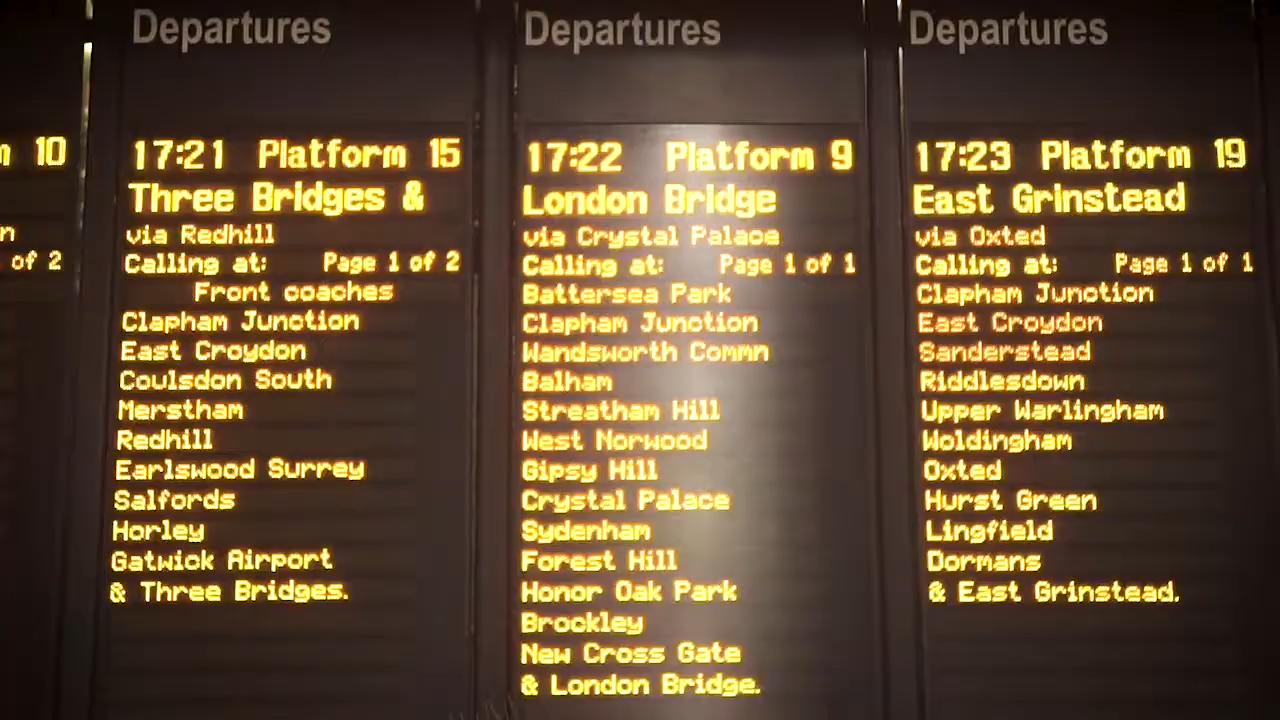 Departures
17:21 Platform 15
Three Bridges &
via Redhill
Calling at: Page 1 of 2
Front coaches
Clapham Junction
East Croydon
Coulsdon South
Merstham
Redhill
Earlswood Surrey
Salfords
Horley
Gatwick Airport
& Three Bridges.
Departures
17:22 Platform 9
London Bridge
via Crystal Palace
Calling at: Page 1 of 1
Battersea Park
Clapham Junction
Wandsworth Commn
Balham
Streatham Hill
West Norwood
Gipsy Hill
Crystal Palace
Sydenham
Forest Hill
Honor Oak Park
Brockley
New Cross Gate
& London Bridge.
Departures
17:23 Platform 19
East Grinstead
via Oxted
Calling at: Page 1 of 1
Clapham Junction
East Croydon
Sanderstead
Riddlesdown
Upper Warlingham
Woldingham
Oxted
Hurst Green
Lingfield
Dormans
& East Grinstead.
10
of 2